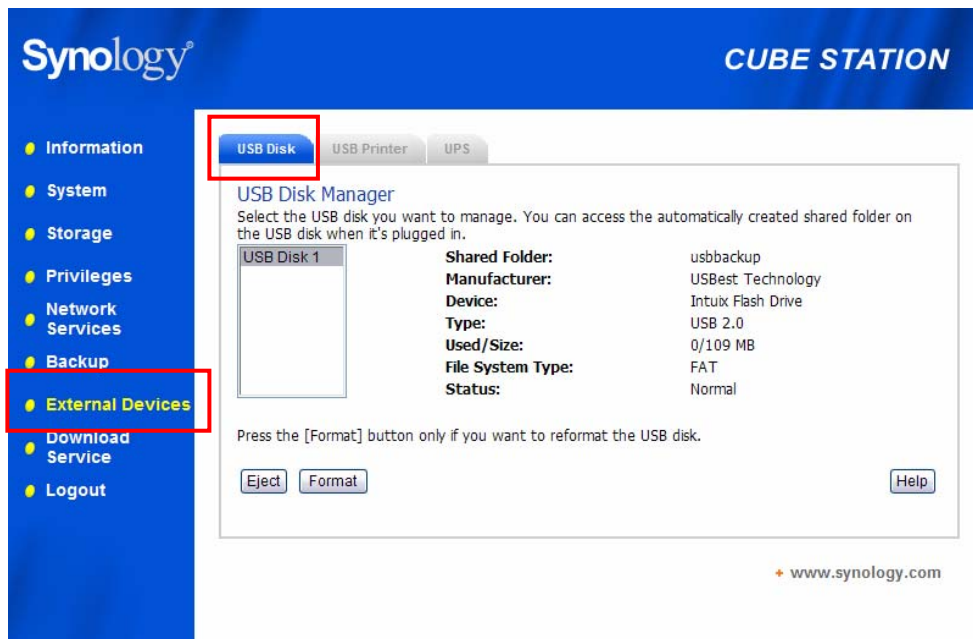 Synology
CUBE STATION
Information
System
Storage
Privileges
Network
Services
Backup
External Devices
Download
Service
Logout
USB Disk
USB Printer
UPS
USB Disk Manager
Select the USB disk you want to manage. You can access the automatically created shared folder on
the USB disk when it's plugged in.
USB Disk 1
Shared Folder: usbbackup
Manufacturer: USBest Technology
Device: Intuix Flash Drive
Type: USB 2.0
Used/Size: 0/109 MB
File System Type: FAT
Status: Normal
Press the [Format] button only if you want to reformat the USB disk.
Eject
Format
Help
www.synology.com